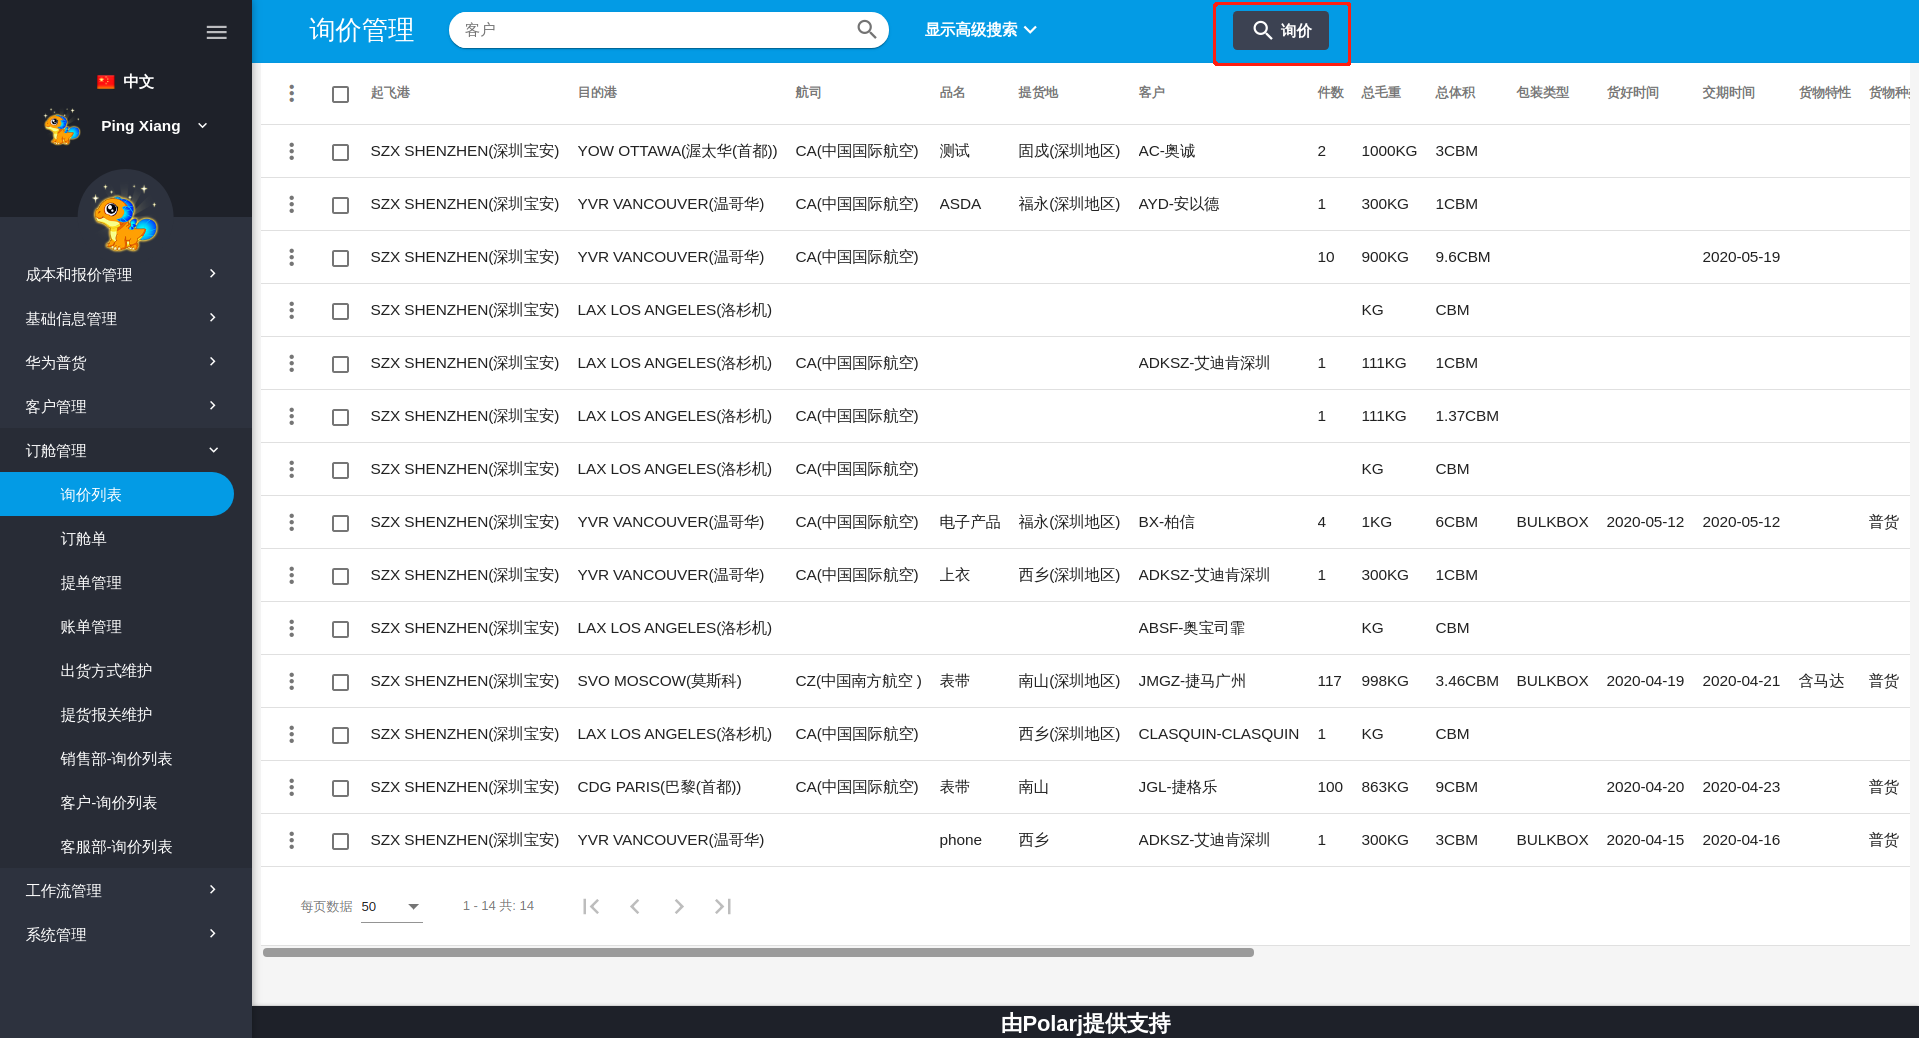 询价管理 客户 显示高级搜索 询价
中文
Ping Xiang
成本和报价管理
基础信息管理
华为普货
客户管理
订舱管理
询价列表
订舱单
提单管理
账单管理
出货方式维护
提货报关维护
销售部-询价列表
客户-询价列表
客服部-询价列表
工作流管理
系统管理
起飞港 目的港 航司 品名 提货地 客户 件数 总毛重 总体积 包装类型 货好时间 交期时间 货物特性 货物种
SZX SHENZHEN(深圳宝安) YOW OTTAWA(渥太华(首都)) CA(中国国际航空) 测试 固戍(深圳地区) AC-奥诚 2 1000KG 3CBM
SZX SHENZHEN(深圳宝安) YVR VANCOUVER(温哥华) CA(中国国际航空) ASDA 福永(深圳地区) AYD-安以德 1 300KG 1CBM
SZX SHENZHEN(深圳宝安) YVR VANCOUVER(温哥华) CA(中国国际航空) 10 900KG 9.6CBM 2020-05-19
SZX SHENZHEN(深圳宝安) LAX LOS ANGELES(洛杉机) KG CBM
SZX SHENZHEN(深圳宝安) LAX LOS ANGELES(洛杉机) CA(中国国际航空) ADKSZ-艾迪肯深圳 1 111KG 1CBM
SZX SHENZHEN(深圳宝安) LAX LOS ANGELES(洛杉机) CA(中国国际航空) 1 111KG 1.37CBM
SZX SHENZHEN(深圳宝安) LAX LOS ANGELES(洛杉机) CA(中国国际航空) KG CBM
SZX SHENZHEN(深圳宝安) YVR VANCOUVER(温哥华) CA(中国国际航空) 电子产品 福永(深圳地区) BX-柏信 4 1KG 6CBM BULKBOX 2020-05-12 2020-05-12 普货
SZX SHENZHEN(深圳宝安) YVR VANCOUVER(温哥华) CA(中国国际航空) 上衣 西乡(深圳地区) ADKSZ-艾迪肯深圳 1 300KG 1CBM
SZX SHENZHEN(深圳宝安) LAX LOS ANGELES(洛杉机) ABSF-奥宝司霏 KG CBM
SZX SHENZHEN(深圳宝安) SVO MOSCOW(莫斯科) CZ(中国南方航空 ) 表带 南山(深圳地区) JMGZ-捷马广州 117 998KG 3.46CBM BULKBOX 2020-04-19 2020-04-21 含马达 普货
SZX SHENZHEN(深圳宝安) LAX LOS ANGELES(洛杉机) CA(中国国际航空) 西乡(深圳地区) CLASQUIN-CLASQUIN 1 KG CBM
SZX SHENZHEN(深圳宝安) CDG PARIS(巴黎(首都)) CA(中国国际航空) 表带 南山 JGL-捷格乐 100 863KG 9CBM 2020-04-20 2020-04-23 普货
SZX SHENZHEN(深圳宝安) YVR VANCOUVER(温哥华) phone 西乡 ADKSZ-艾迪肯深圳 1 300KG 3CBM BULKBOX 2020-04-15 2020-04-16 普货
每页数据 50 1 - 14 共: 14
由Polarj提供支持